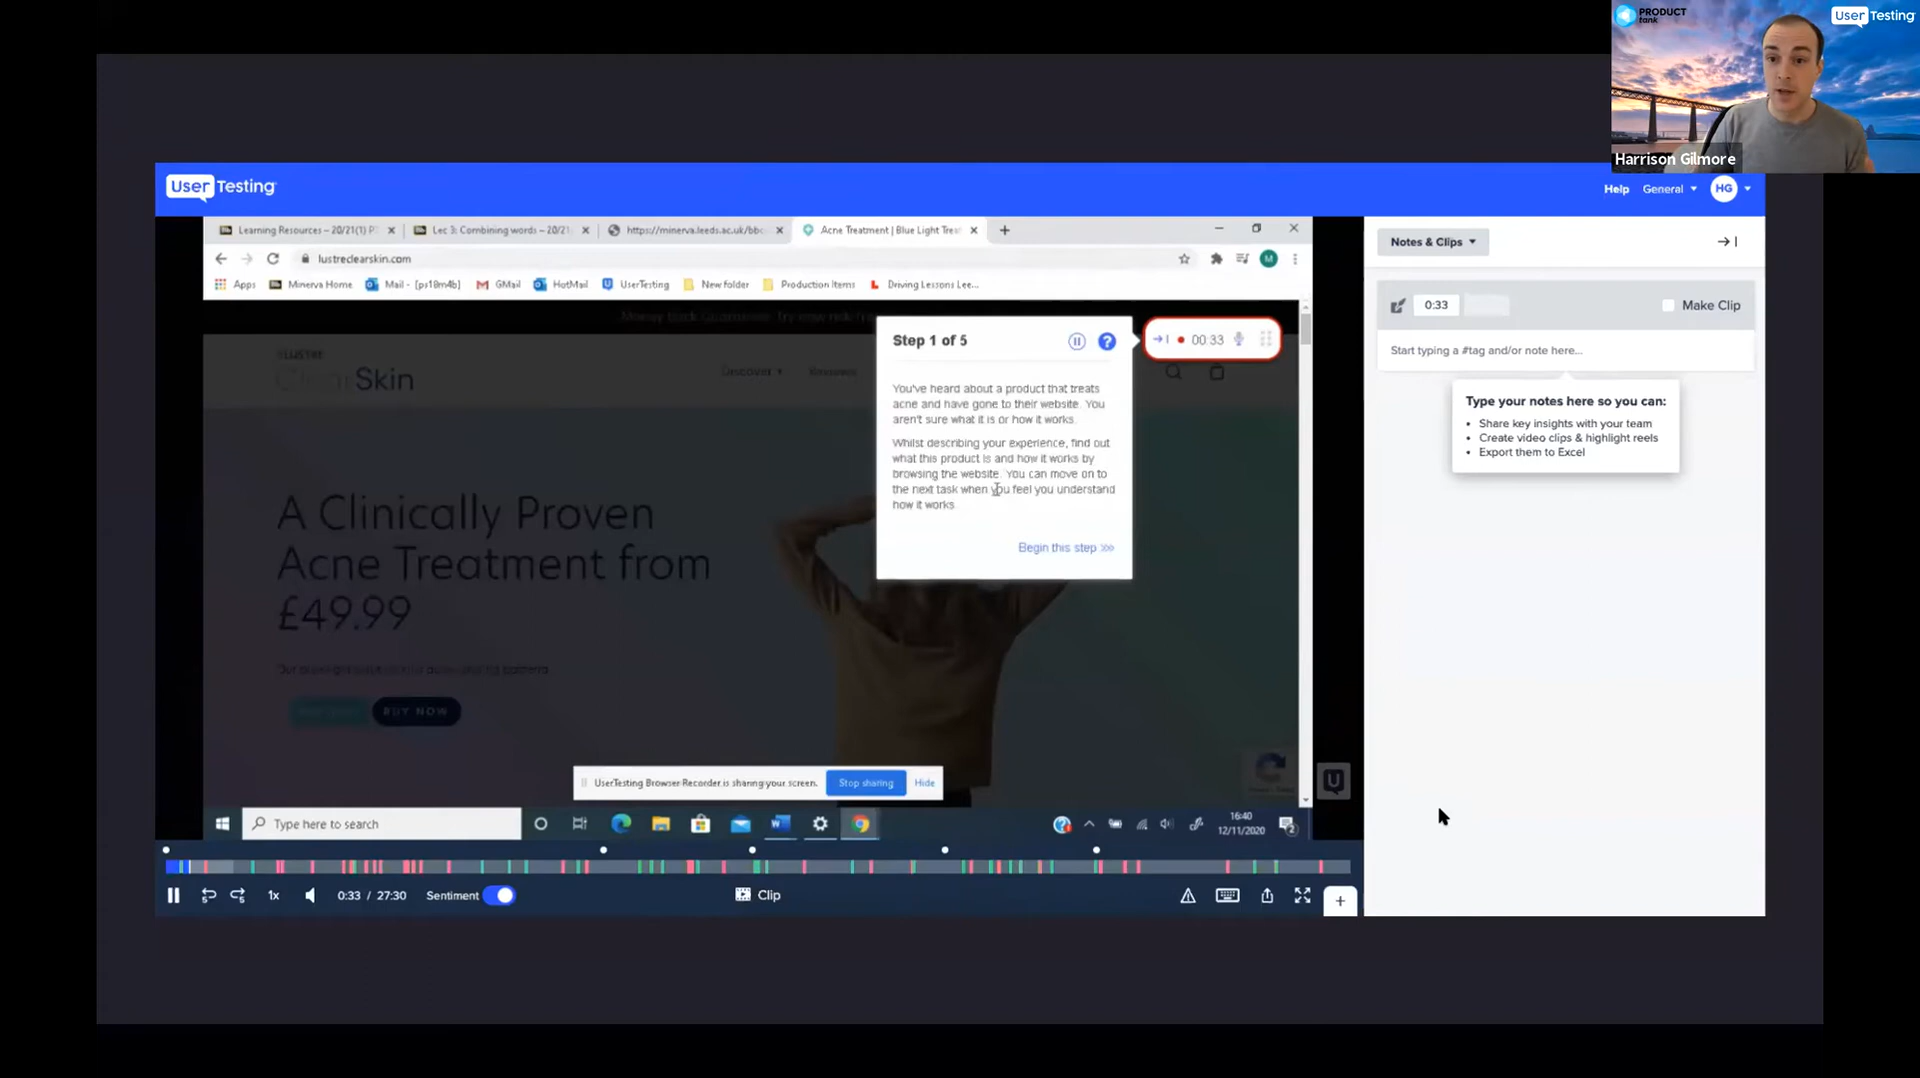 PRODUCT
tank
UserTesting
Harrison Gilmore
UserTesting
Help General HG
Learning Resources – 20/21(1) P
Lec 3: Combining words – 20/21
https://minerva.leeds.ac.uk/bbc
Acne Treatment | Blue Light Trea
lustreclearskin.com
M
Apps
Minerva Home
Mail - [ps18m4b]
GMail
HotMail
UserTesting
New folder
Production Items
Driving Lessons Lee...
Notes & Clips
0:33
Make Clip
Start typing a #tag and/or note here...
Type your notes here so you can:
• Share key insights with your team
• Create video clips & highlight reels
• Export them to Excel
Step 1 of 5
00:33
LUSTRE
ClearSkin
Discover
Reviews
You've heard about a product that treats
acne and have gone to their website. You
aren't sure what it is or how it works.
Whilst describing your experience, find out
what this product is and how it works by
browsing the website. You can move on to
the next task when you feel you understand
how it works.
Begin this step >>>
A Clinically Proven
Acne Treatment from
£49.99
BUY NOW
UserTesting Browser Recorder is sharing your screen.
Stop sharing
Hide
Type here to search
16:40
12/11/2020
2
1x
0:33 / 27:30
Sentiment
Clip